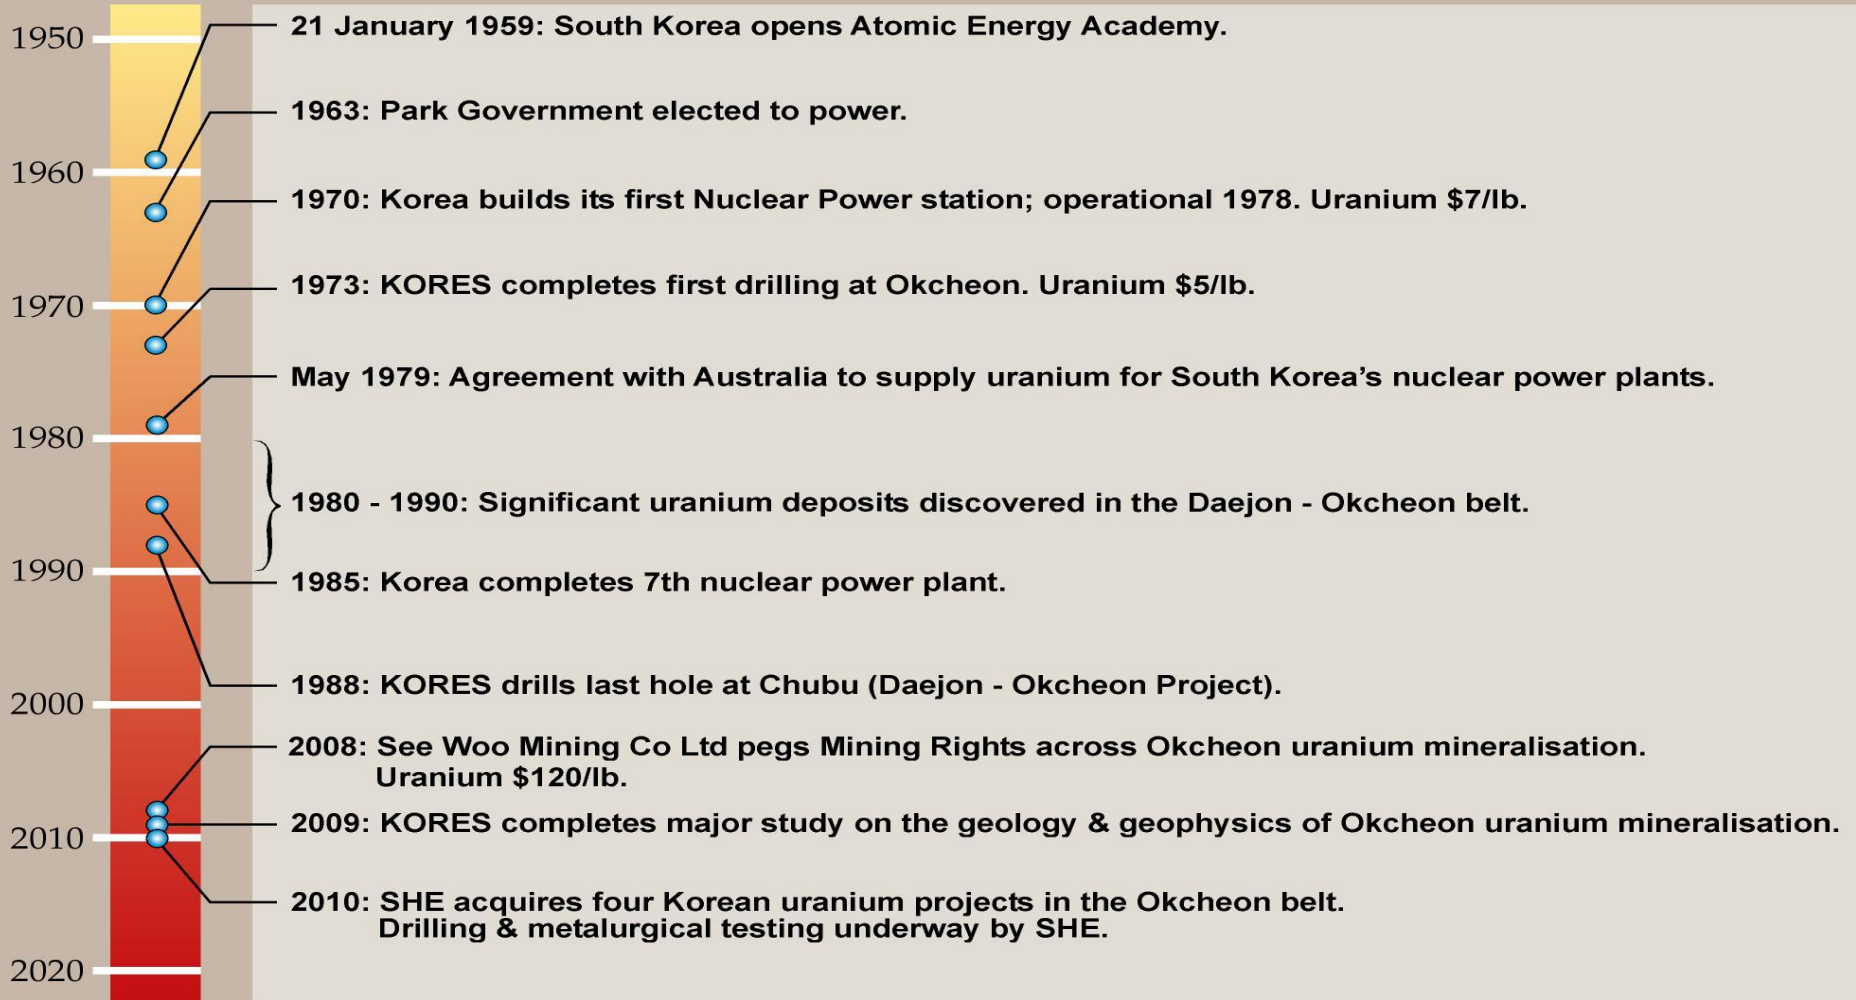 1950
1960
1970
1980
1990
2000
2010
2020
21 January 1959: South Korea opens Atomic Energy Academy.
1963: Park Government elected to power.
1970: Korea builds its first Nuclear Power station; operational 1978. Uranium $7/lb.
1973: KORES completes first drilling at Okcheon. Uranium $5/lb.
May 1979: Agreement with Australia to supply uranium for South Korea’s nuclear power plants.
1980 - 1990: Significant uranium deposits discovered in the Daejon - Okcheon belt.
1985: Korea completes 7th nuclear power plant.
1988: KORES drills last hole at Chubu (Daejon - Okcheon Project).
2008: See Woo Mining Co Ltd pegs Mining Rights across Okcheon uranium mineralisation.
Uranium $120/lb.
2009: KORES completes major study on the geology & geophysics of Okcheon uranium mineralisation.
2010: SHE acquires four Korean uranium projects in the Okcheon belt.
Drilling & metalurgical testing underway by SHE.